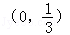 (0, 1/3)